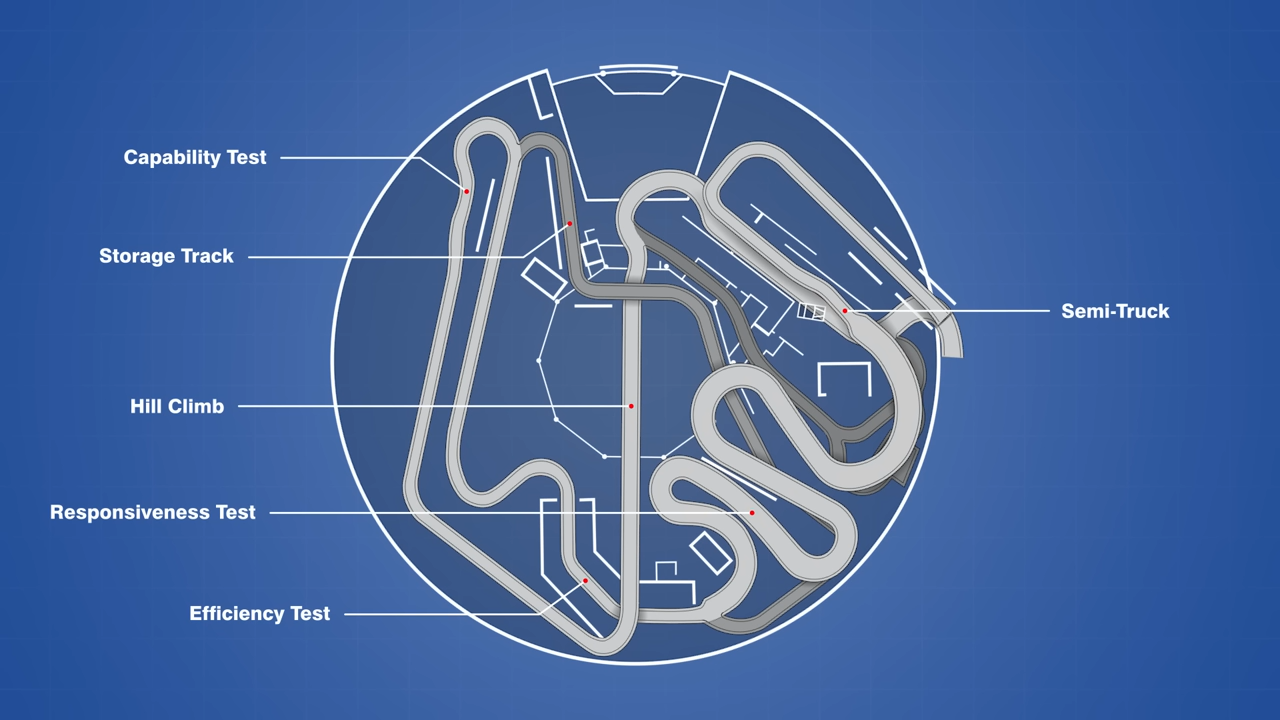 Capability Test
Storage Track
Semi-Truck
Hill Climb
Responsiveness Test
Efficiency Test